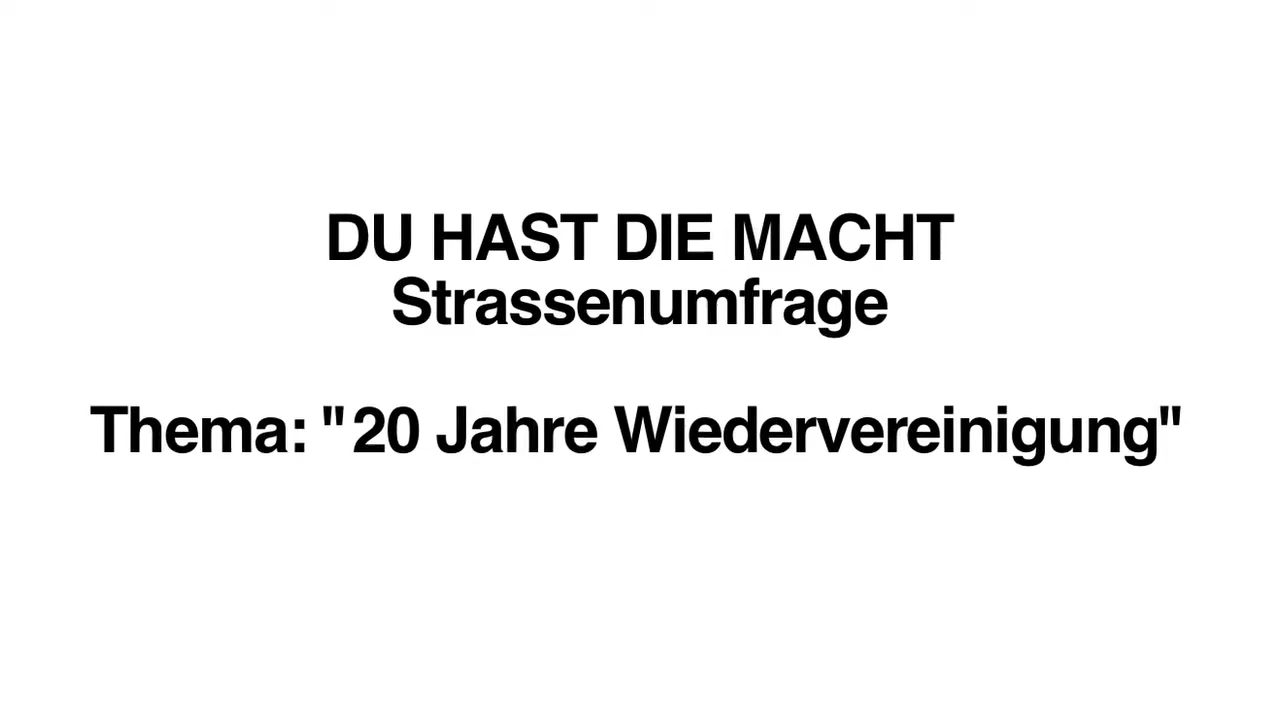 DU HAST DIE MACHT
Strassenumfrage
Thema: "20 Jahre Wiedervereinigung"